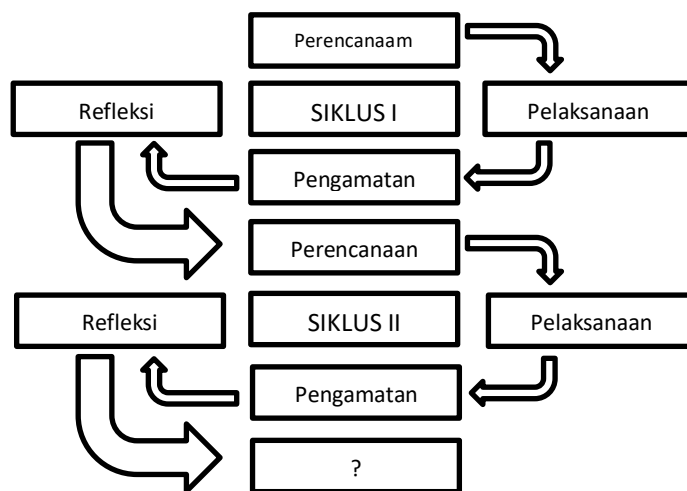 Perencanaam
Refleksi
SIKLUS I
Pelaksanaan
Pengamatan
Perencanaan
Refleksi
SIKLUS II
Pelaksanaan
Pengamatan
?